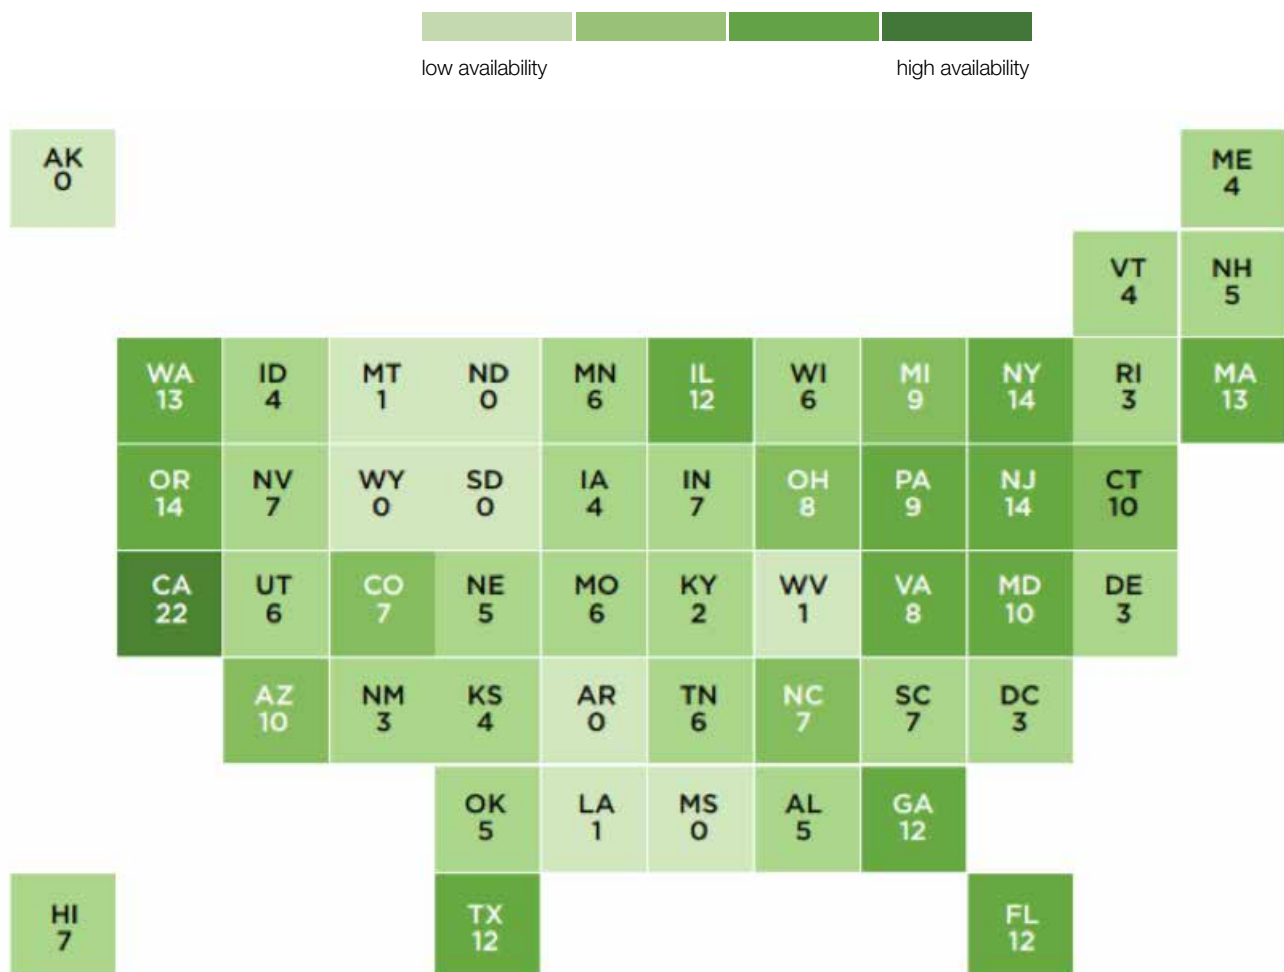 low availability high availability
AK
0
ME
4
VT
4
NH
5
WA
13
ID
4
MT
1
ND
0
MN
6
IL
12
WI
6
MI
9
NY
14
RI
3
MA
13
OR
14
NV
7
WY
0
SD
0
IA
4
IN
7
OH
8
PA
9
NJ
14
CT
10
CA
22
UT
6
CO
7
NE
5
MO
6
KY
2
WV
1
VA
8
MD
10
DE
3
AZ
10
NM
3
KS
4
AR
0
TN
6
NC
7
SC
7
DC
3
OK
5
LA
1
MS
0
AL
5
GA
12
HI
7
TX
12
FL
12